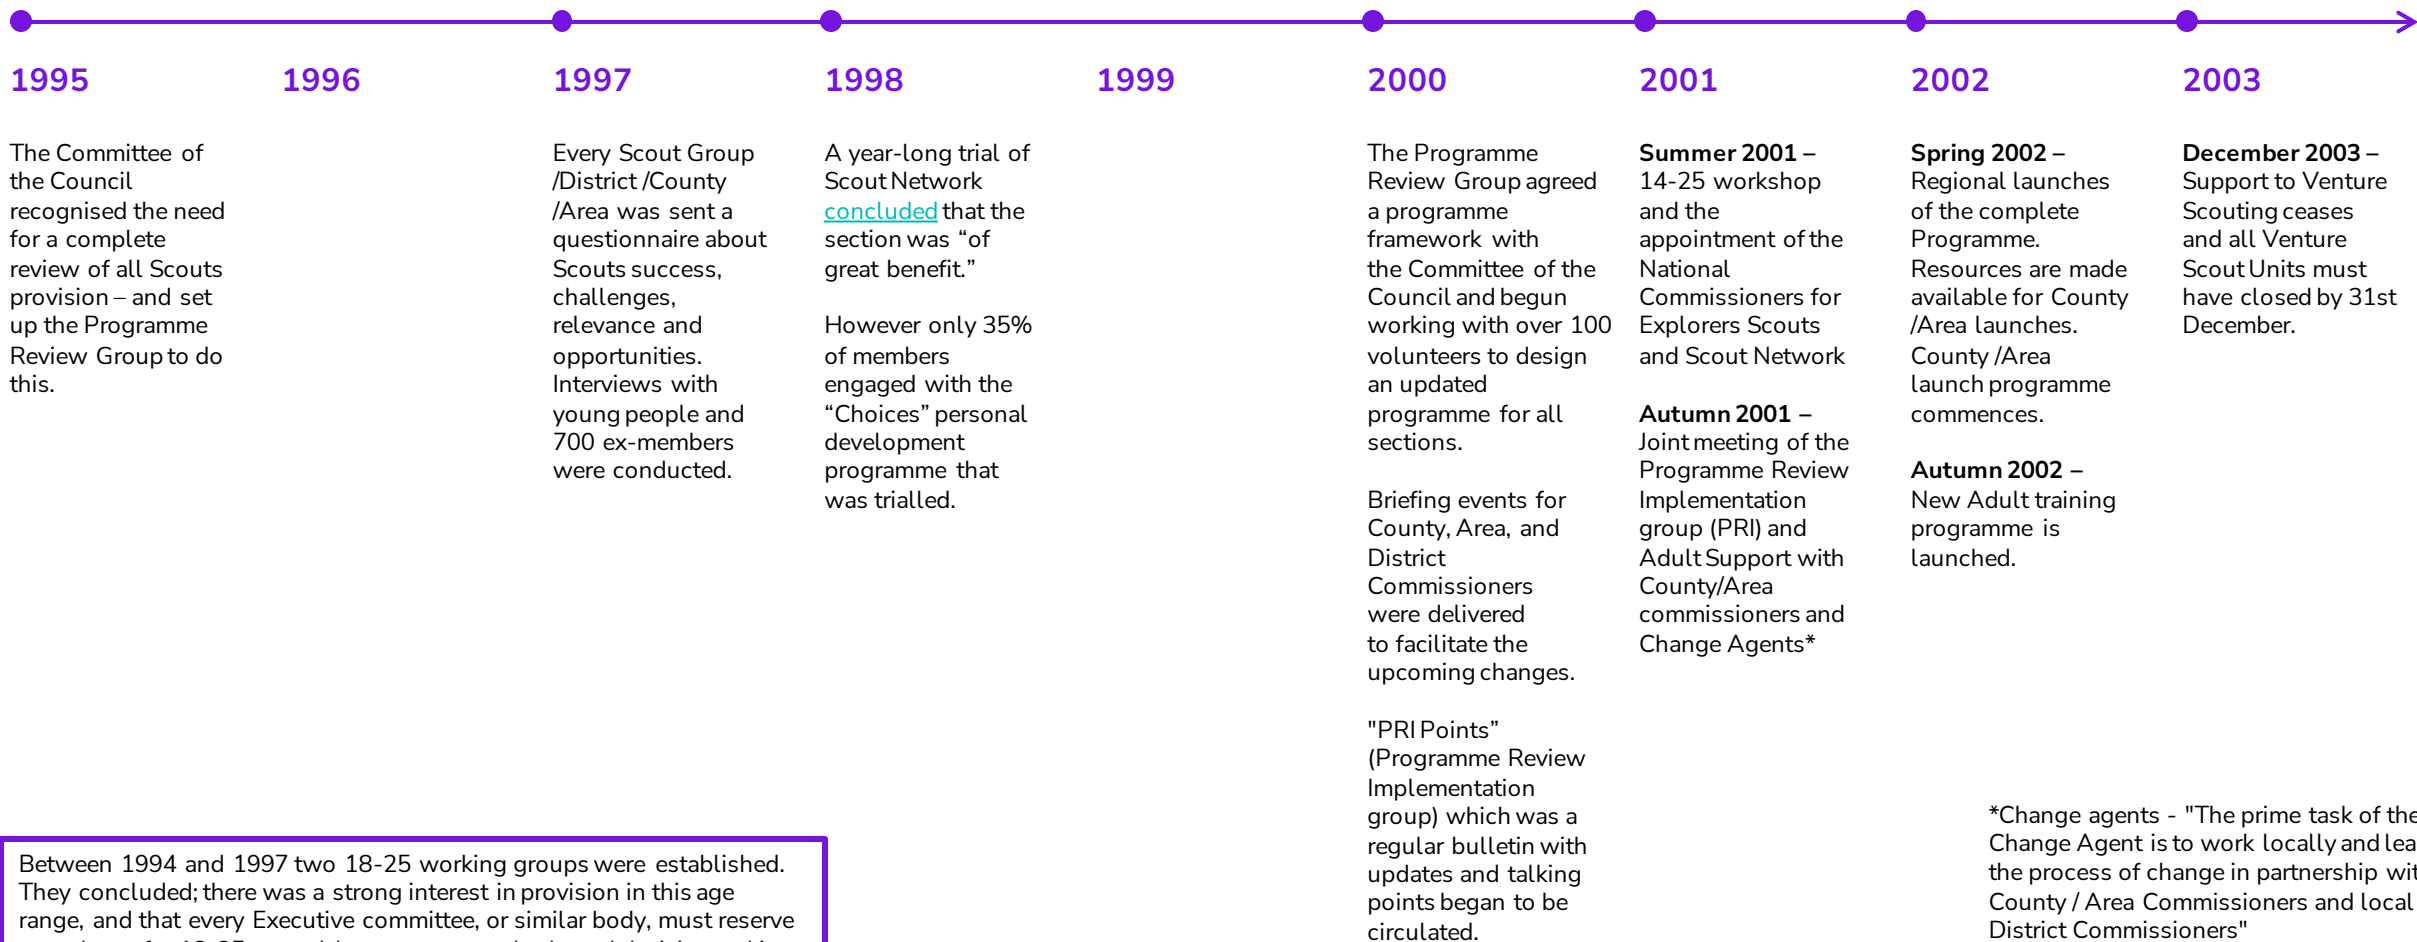 1995
1996
1997
1998
1999
2000
2001
2002
2003
The Committee of
the Council
recognised the need
for a complete
review of all Scouts
provision – and set
up the Programme
Review Group to do
this.
Every Scout Group
/District /County
/Area was sent a
questionnaire about
Scouts success,
challenges,
relevance and
opportunities.
Interviews with
young people and
700 ex-members
were conducted.
A year-long trial of
Scout Network
concluded that the
section was “of
great benefit.”
However only 35%
of members
engaged with the
“Choices” personal
development
programme that
was trialled.
The Programme
Review Group agreed
a programme
framework with
the Committee of the
Council and begun
working with over 100
volunteers to design
an updated
programme for all
sections.
Briefing events for
County, Area, and
District
Commissioners
were delivered
to facilitate the
upcoming changes.
"PRI Points”
(Programme Review
Implementation
group) which was a
regular bulletin with
updates and talking
points began to be
circulated.
Summer 2001 –
14-25 workshop
and the
appointment of the
National
Commissioners for
Explorers Scouts
and Scout Network
Autumn 2001 –
Joint meeting of the
Programme Review
Implementation
group (PRI) and
Adult Support with
County/Area
commissioners and
Change Agents*
Spring 2002 –
Regional launches
of the complete
Programme.
Resources are made
available for County
/Area launches.
County /Area
launch programme
commences.
Autumn 2002 –
New Adult training
programme is
launched.
December 2003 –
Support to Venture
Scouting ceases
and all Venture
Scout Units must
have closed by 31st
December.
Between 1994 and 1997 two 18-25 working groups were established.
They concluded; there was a strong interest in provision in this age
range, and that every Executive committee, or similar body, must reserve
*Change agents - "The prime task of the
Change Agent is to work locally and
the process of change in partnership
County / Area Commissioners and local
District Commissioners"